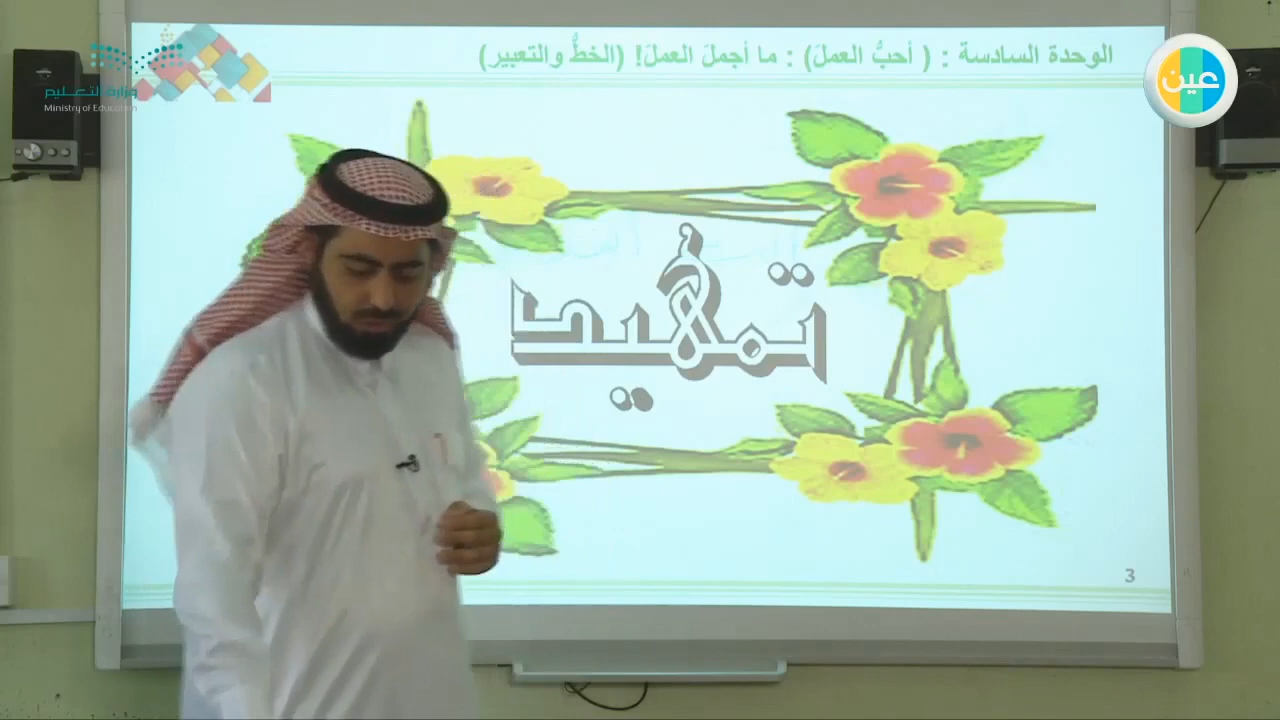 الوحدة السادسة : ( أحبُّ العملَ) : ما أجملَ العملَ! (الخطُّ والتعبير)
وزارة التعليم
Ministry of Education
عين
تمهيد
3